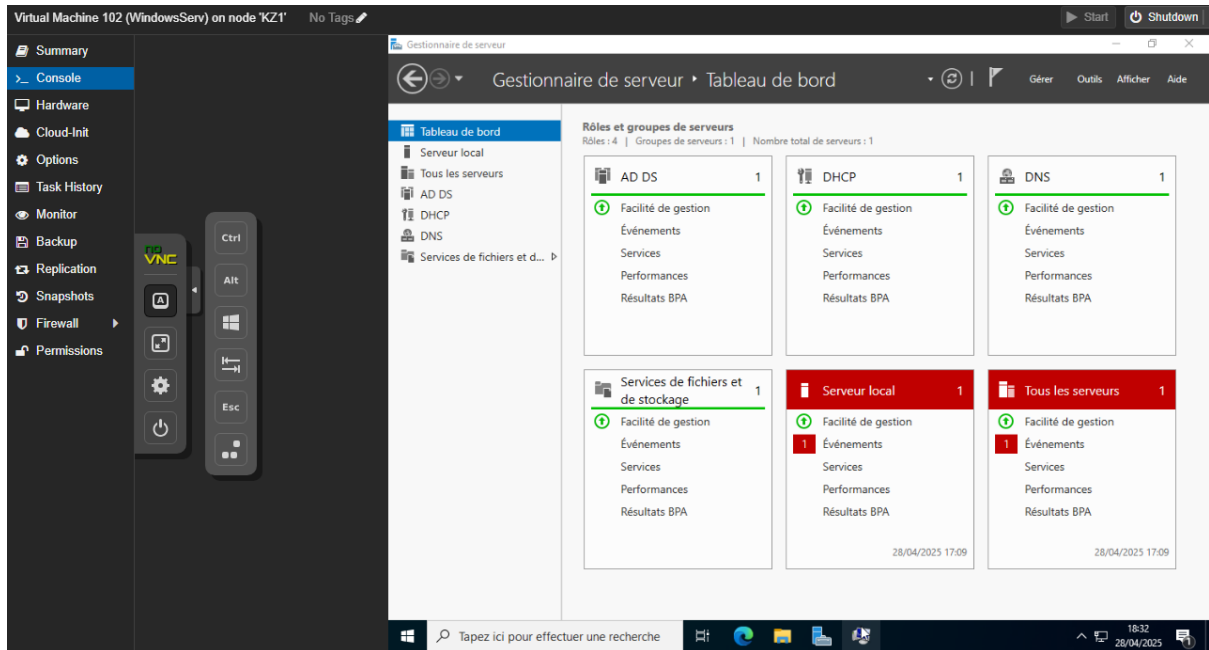 Virtual Machine 102 (WindowsServ) on node 'KZ1' No Tags Start Shutdown
Summary
Console
Hardware
Cloud-Init
Options
Task History
Monitor
Backup
Replication
Snapshots
Firewall
Permissions
no
VNC
A
Ctrl
Alt
Esc
Gestionnaire de serveur
Gestionnaire de serveur Tableau de bord
Gérer Outils Afficher Aide
Tableau de bord
Serveur local
Tous les serveurs
AD DS
DHCP
DNS
Services de fichiers et d...
Rôles et groupes de serveurs
Rôles : 4 | Groupes de serveurs : 1 | Nombre total de serveurs : 1
AD DS 1
Facilité de gestion
Événements
Services
Performances
Résultats BPA
DHCP 1
Facilité de gestion
Événements
Services
Performances
Résultats BPA
DNS 1
Facilité de gestion
Événements
Services
Performances
Résultats BPA
Services de fichiers et
de stockage 1
Facilité de gestion
Événements
Services
Performances
Résultats BPA
Serveur local 1
Facilité de gestion
1 Événements
Services
Performances
Résultats BPA
28/04/2025 17:09
Tous les serveurs 1
Facilité de gestion
1 Événements
Services
Performances
Résultats BPA
28/04/2025 17:09
Tapez ici pour effectuer une recherche
18:32
28/04/2025
1